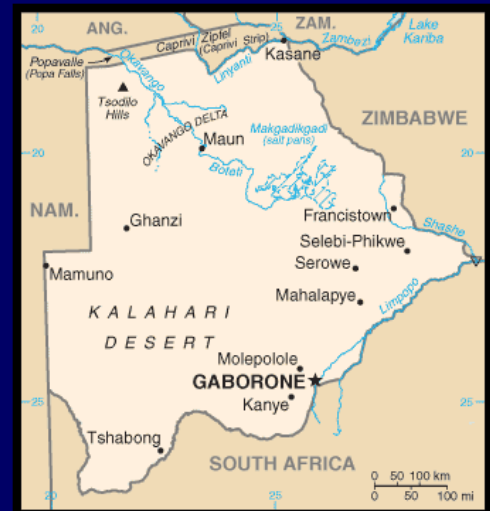 ANG.
ZAM.
Lake
Kariba
20
25
Caprivi Zipfel
(Caprivi Strip)
Zambezi
Popavalle
(Popa Falls)
Okavango
Linyanti
Kasane
Tsodilo
Hills
OKAVANGO DELTA
Makgadikgadi
(salt pans)
ZIMBABWE
20
Maun
20
Boteti
NAM.
Ghanzi
Francistown
Shashe
Selebi-Phikwe
Mamuno
Serowe
Mahalapye
Limpopo
KALAHARI
DESERT
Molepolole
GABORONE
25
Kanye
25
Tshabong
SOUTH AFRICA
0 50 100 km
0 50 100 mi
20
25